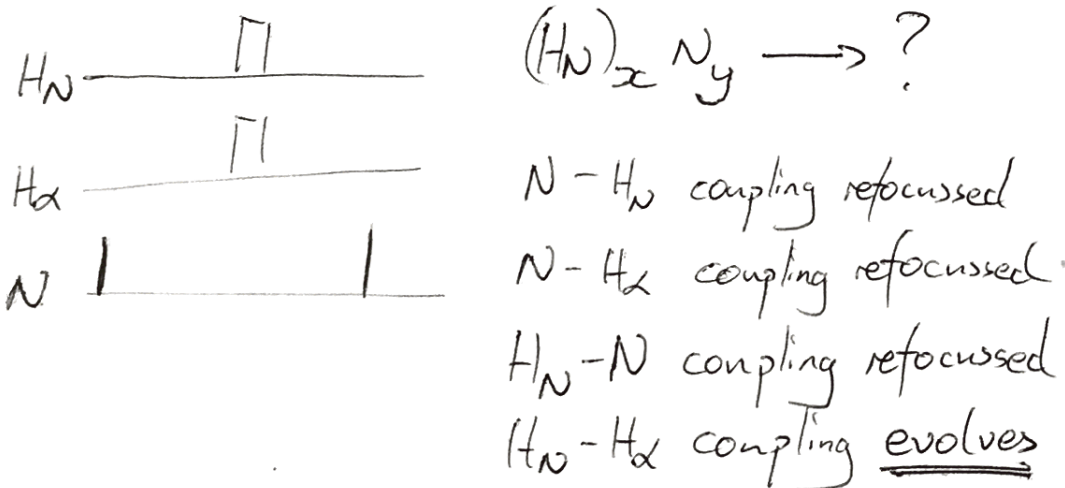 H_N
(H_N)_x N_y → ?
Hα
N - H_N coupling refocussed
N
N - Hα coupling refocussed
H_N - N coupling refocussed
H_N - Hα coupling evolves